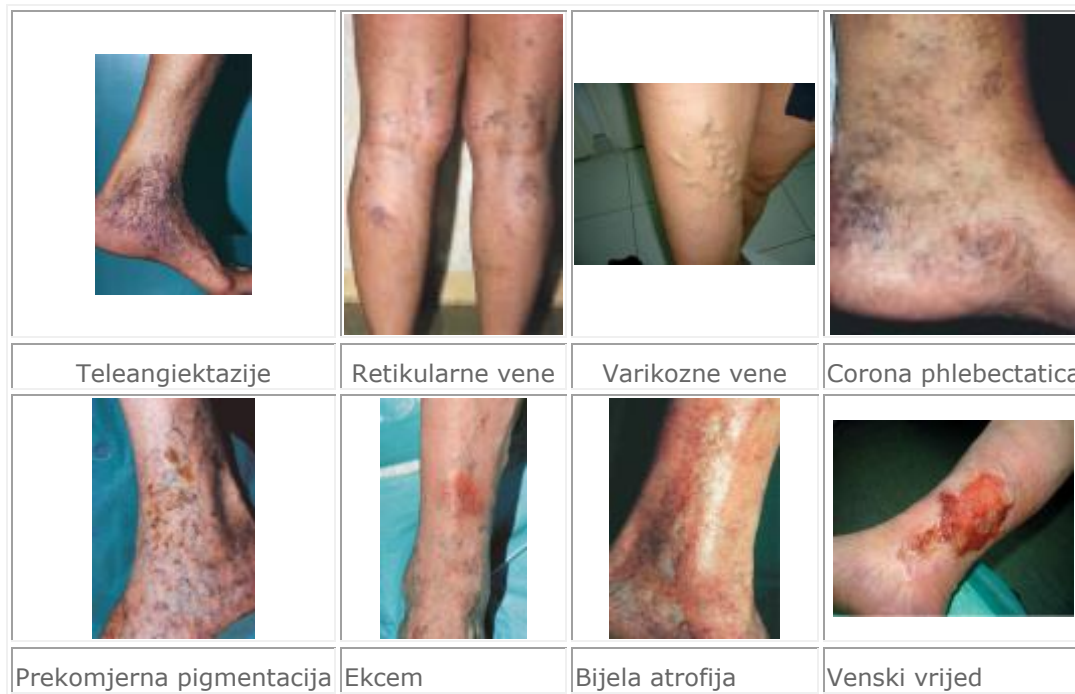 Teleangiektazije
Retikularne vene
Varikozne vene
Corona phlebectatica
Prekomjerna pigmentacija
Ekcem
Bijela atrofija
Venski vrijed